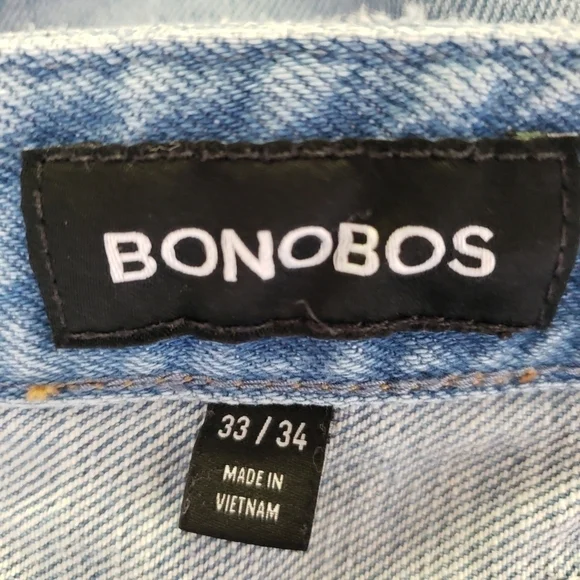 BONOBOS
33 / 34
MADE IN
VIETNAM